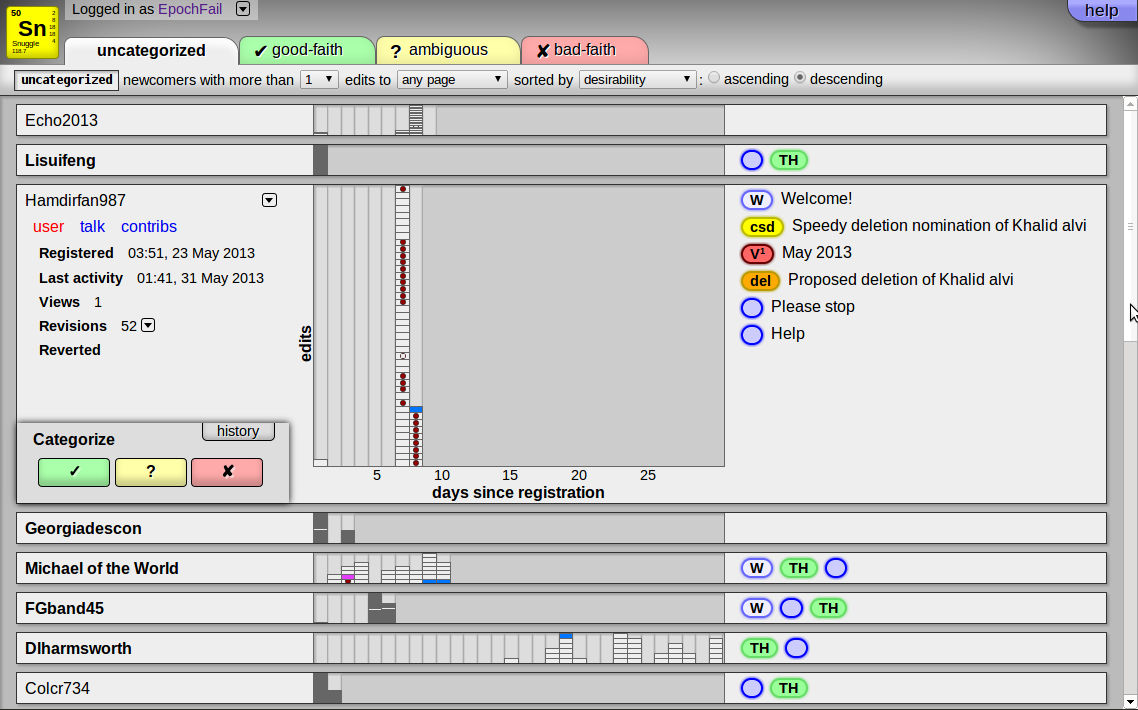 Logged in as EpochFail
help
50
2
8
18
18
4
Sn
Snuggle
118.7
uncategorized
✔ good-faith
? ambiguous
✘ bad-faith
uncategorized newcomers with more than 1 edits to any page sorted by desirability : ascending descending
Echo2013
Lisuifeng
TH
Hamdirfan987
user talk contribs
Registered 03:51, 23 May 2013
Last activity 01:41, 31 May 2013
Views 1
Revisions 52
Reverted
Categorize
history
✓ ? ✘
edits
5 10 15 20 25
days since registration
W Welcome!
csd Speedy deletion nomination of Khalid alvi
V¹ May 2013
del Proposed deletion of Khalid alvi
Please stop
Help
Georgiadescon
Michael of the World
W TH
FGband45
W TH
Dlharmsworth
TH
Colcr734
TH